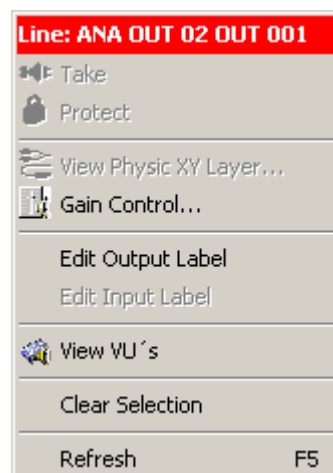 Line: ANA OUT 02 OUT 001
Take
Protect
View Physic XY Layer...
Gain Control...
Edit Output Label
Edit Input Label
View VU´s
Clear Selection
Refresh F5